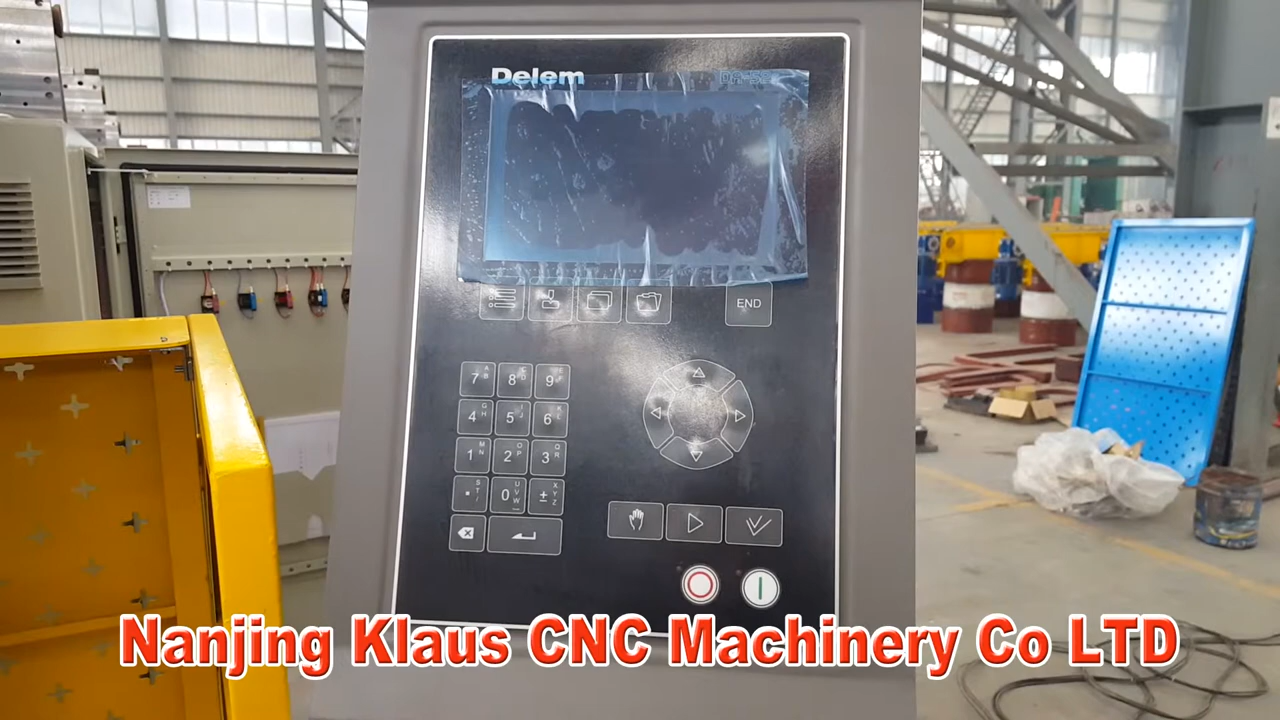 Delem
END
7 A B 8 C D 9 E F
4 G H 5 I J 6 K L
1 M N 2 O P 3 Q R
. S T / 0 U V W _ ± X Y Z
Nanjing Klaus CNC Machinery Co LTD